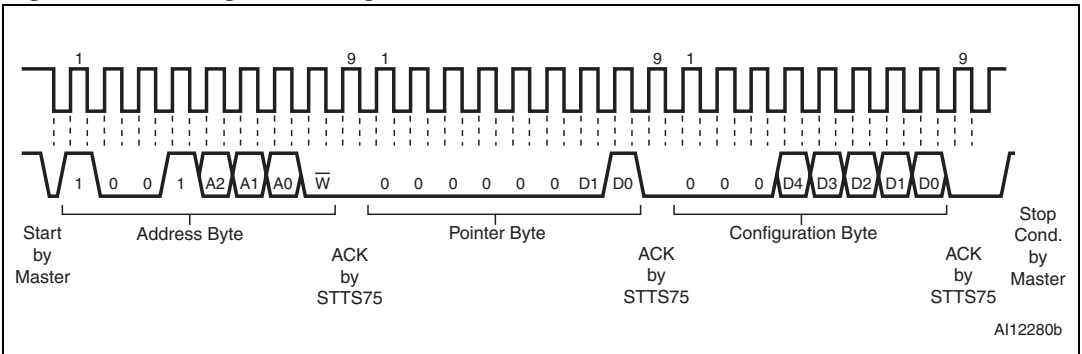 1 9 1 9 1 9
1 0 0 1 A2 A1 A0 W̅ 0 0 0 0 0 0 D1 D0 0 0 0 D4 D3 D2 D1 D0
Start
by
Master
Address Byte
ACK
by
STTS75
Pointer Byte
ACK
by
STTS75
Configuration Byte
ACK
by
STTS75
Stop
Cond.
by
Master
AI12280b